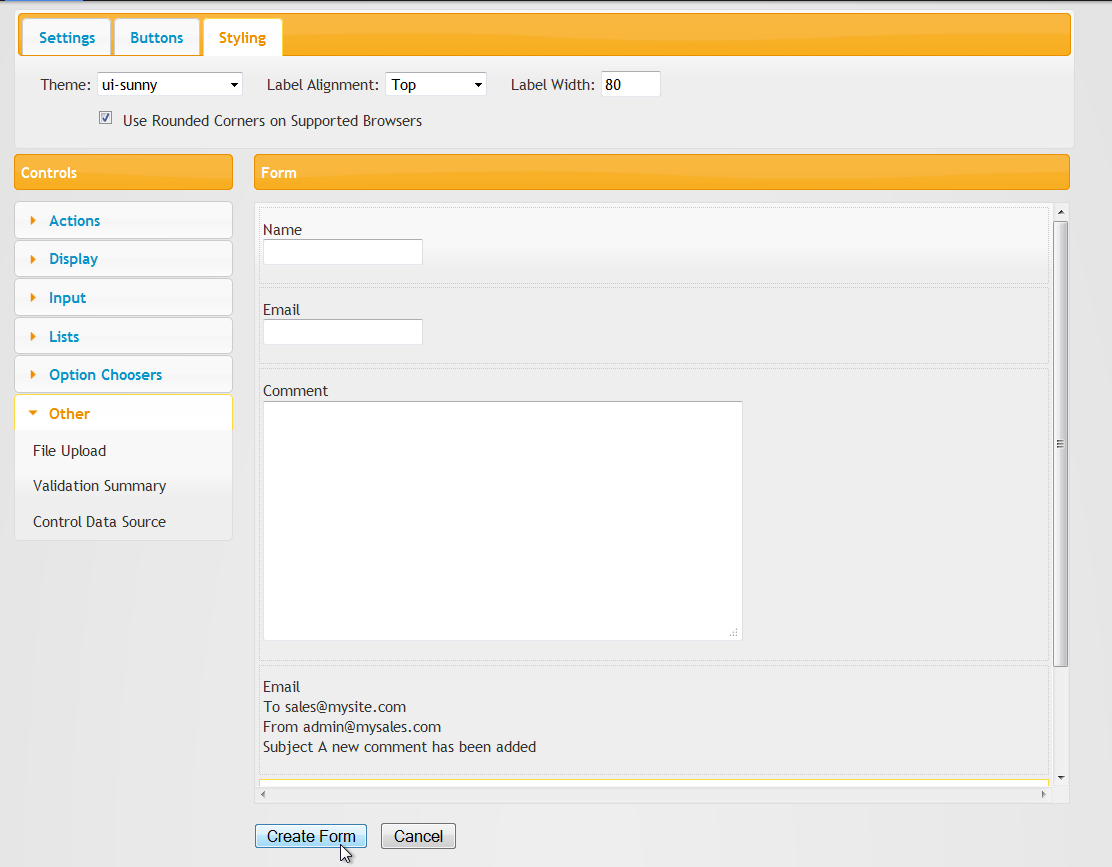 Settings Buttons Styling
Theme: ui-sunny Label Alignment: Top Label Width: 80
Use Rounded Corners on Supported Browsers
Controls
Actions
Display
Input
Lists
Option Choosers
Other
File Upload
Validation Summary
Control Data Source
Form
Name
Email
Comment
Email
To sales@mysite.com
From admin@mysales.com
Subject A new comment has been added
Create Form Cancel